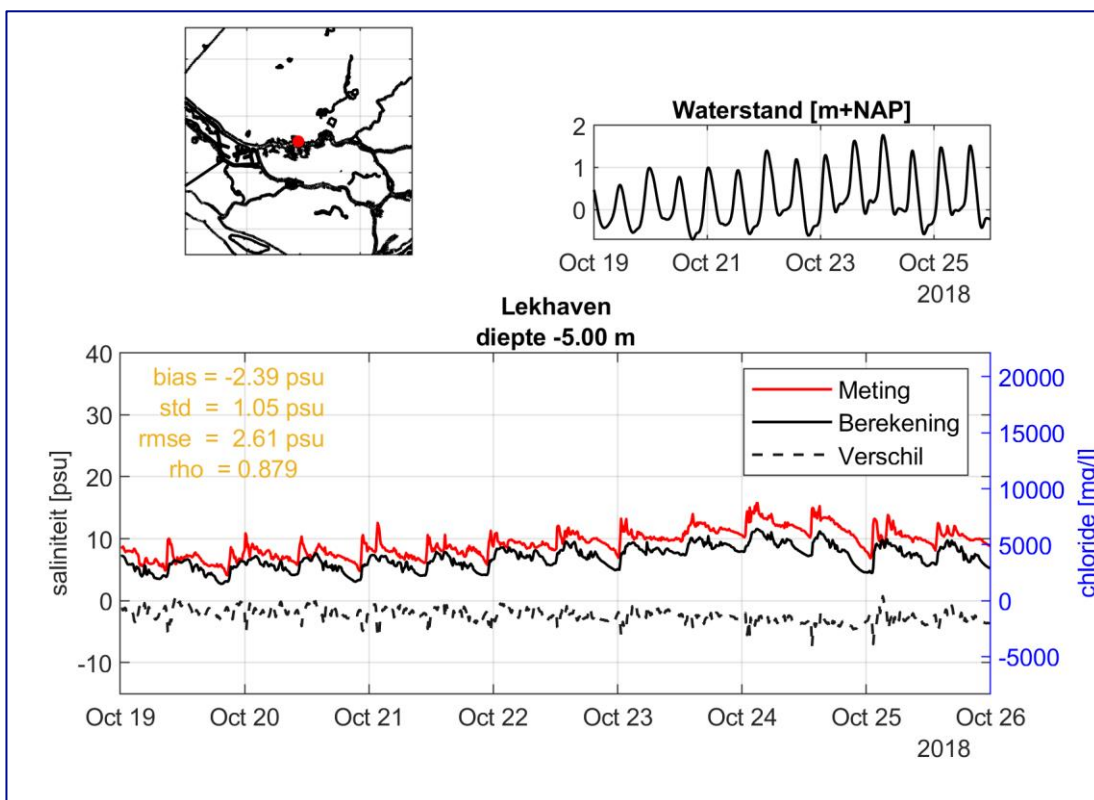 Waterstand [m+NAP]
2
1
0
Oct 19 Oct 21 Oct 23 Oct 25
2018
Lekhaven
diepte -5.00 m
40
30
20
10
0
-10
saliniteit [psu]
bias = -2.39 psu
std = 1.05 psu
rmse = 2.61 psu
rho = 0.879
Meting
Berekening
Verschil
20000
15000
10000
5000
0
-5000
chloride [mg/l]
Oct 19 Oct 20 Oct 21 Oct 22 Oct 23 Oct 24 Oct 25 Oct 26
2018